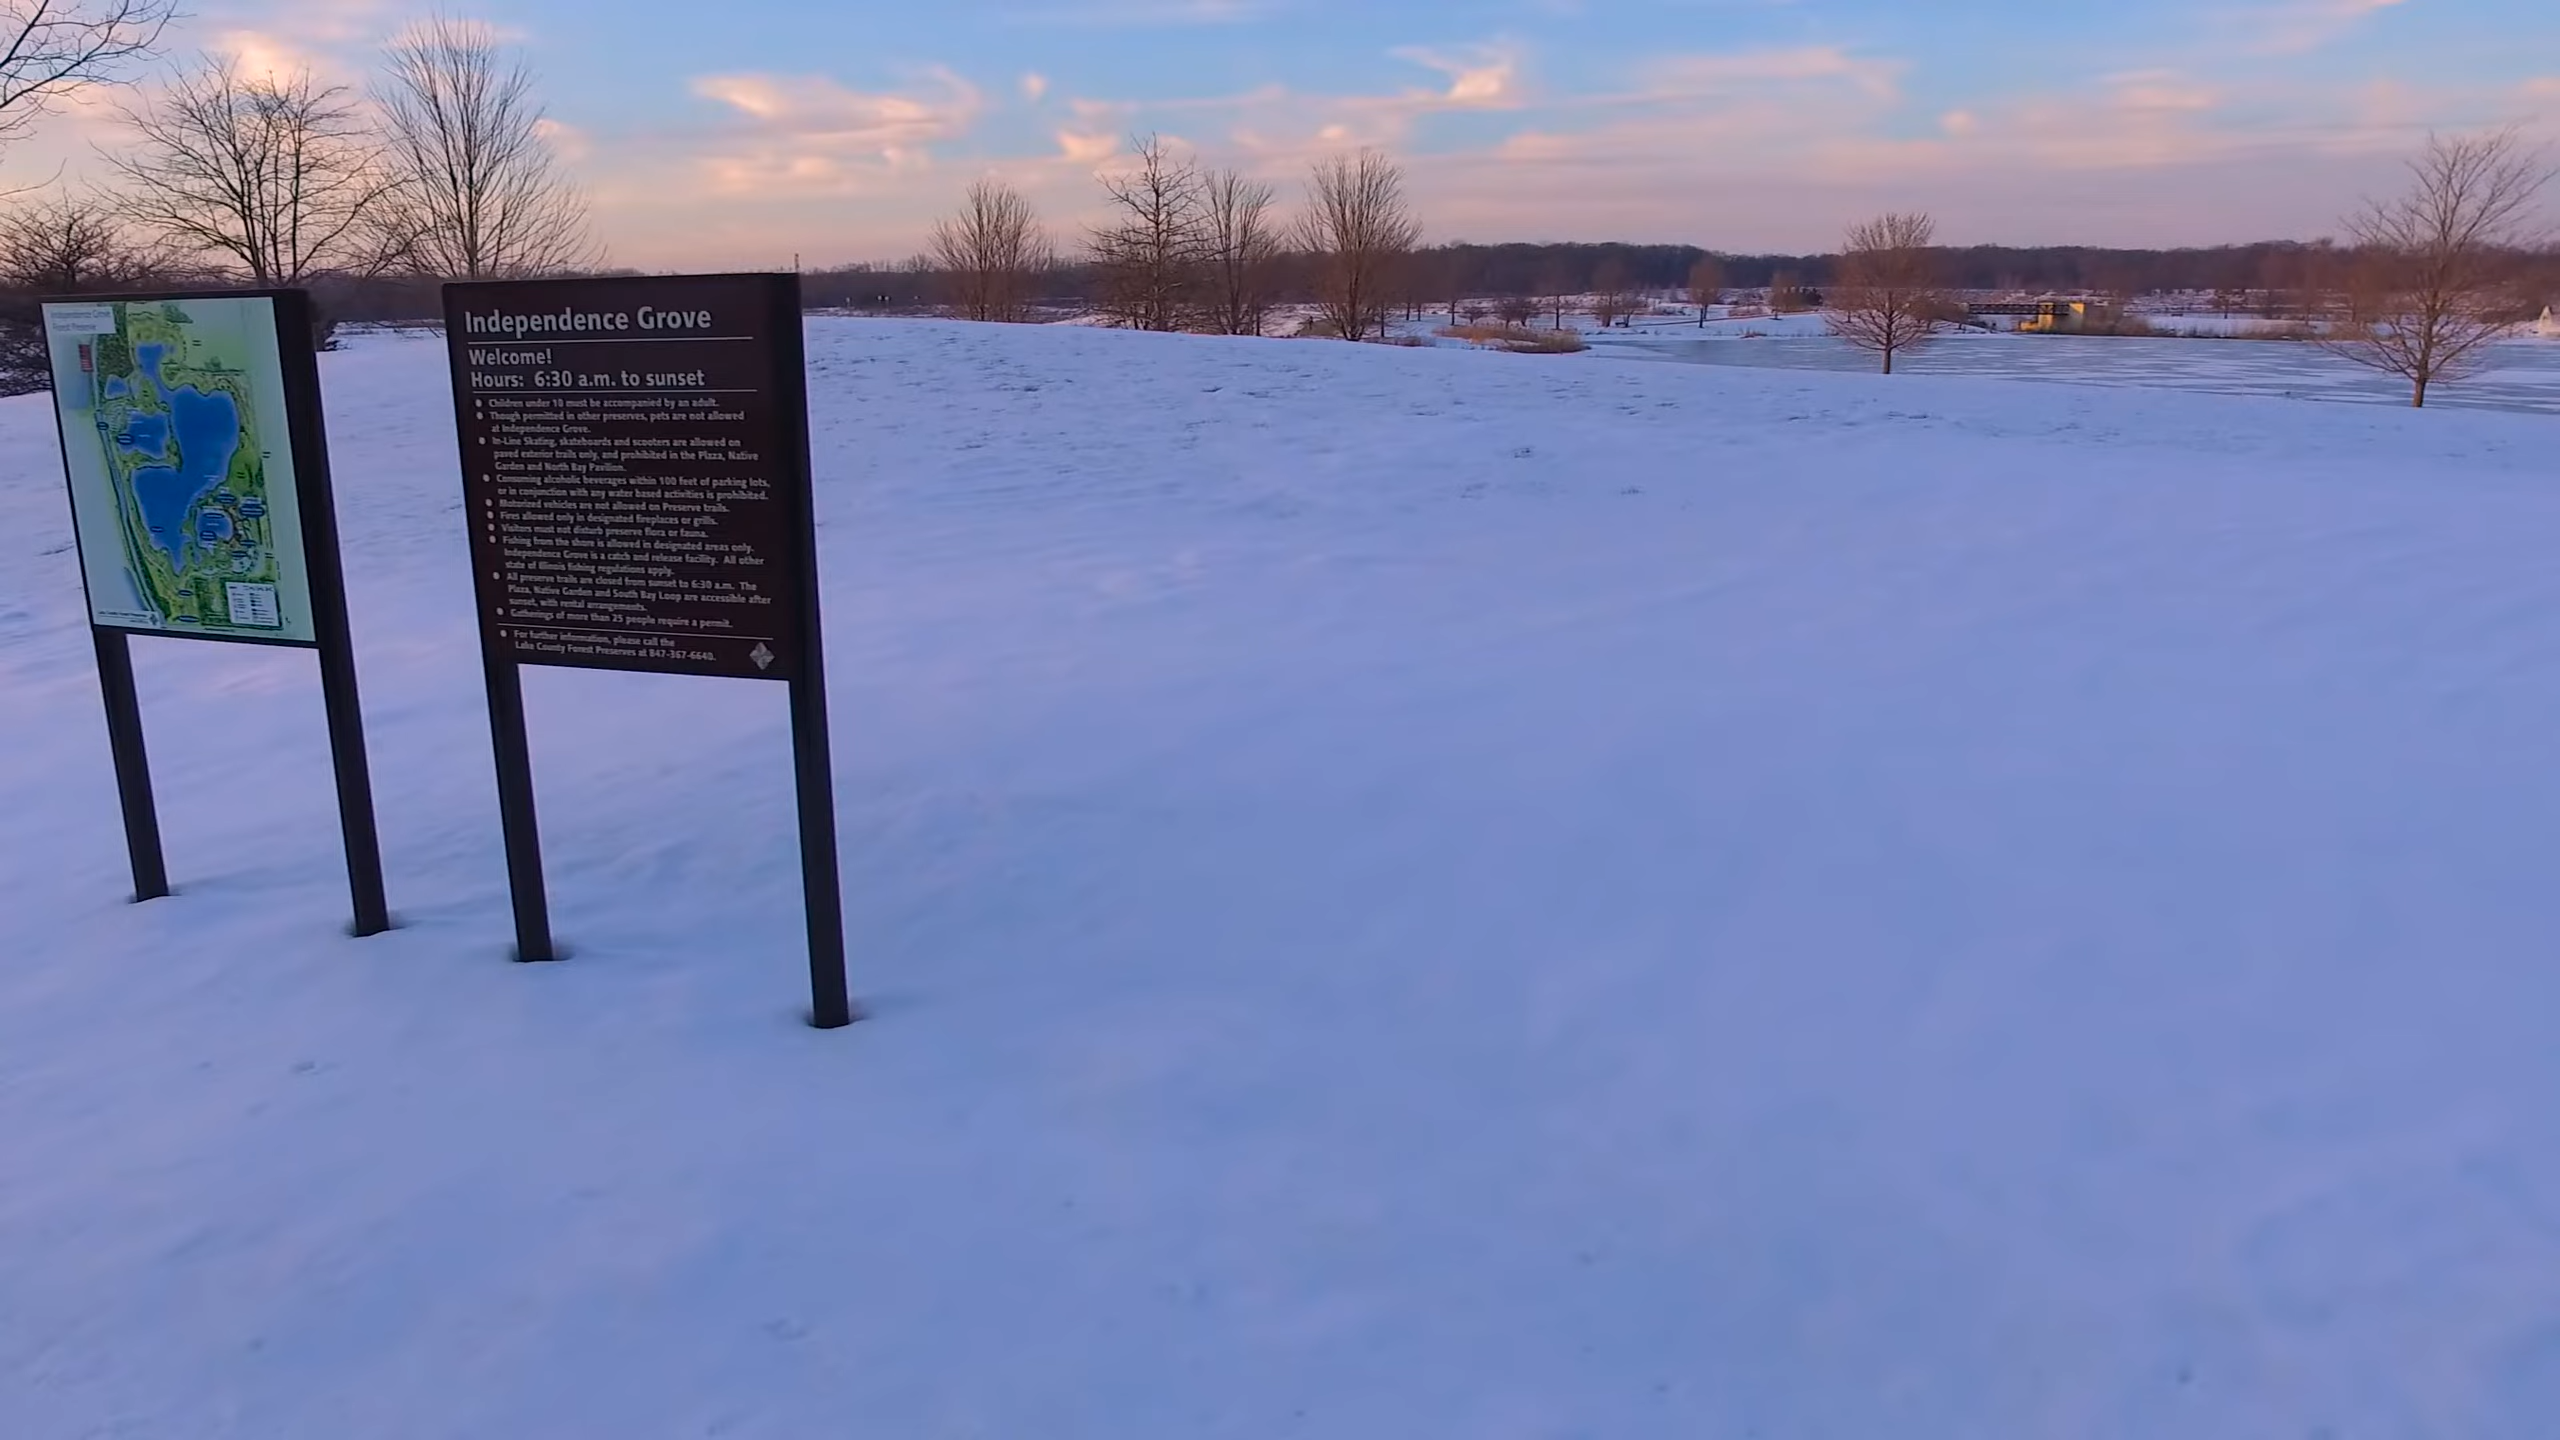 Independence Grove
Forest Preserve
Independence Grove
Welcome!
Hours: 6:30 a.m. to sunset
Children under 10 must be accompanied by an adult.
Though permitted in other preserves, pets are not allowed
at Independence Grove.
In-Line Skating, skateboards and scooters are allowed on
paved exterior trails only, and prohibited in the Plaza, Native
Garden and North Bay Pavilion.
Consuming alcoholic beverages within 100 feet of parking lots,
or in conjunction with any water based activities is prohibited.
Motorized vehicles are not allowed on Preserve trails.
Fires allowed only in designated fireplaces or grills.
Visitors must not disturb preserve flora or fauna.
Fishing from the shore is allowed in designated areas only.
Independence Grove is a catch and release facility. All other
state of Illinois fishing regulations apply.
All preserve trails are closed from sunset to 6:30 a.m. The
Plaza, Native Garden and South Bay Loop are accessible after
sunset, with rental arrangements.
Gatherings of more than 25 people require a permit.
For further information, please call the
Lake County Forest Preserves at 847-367-6640.